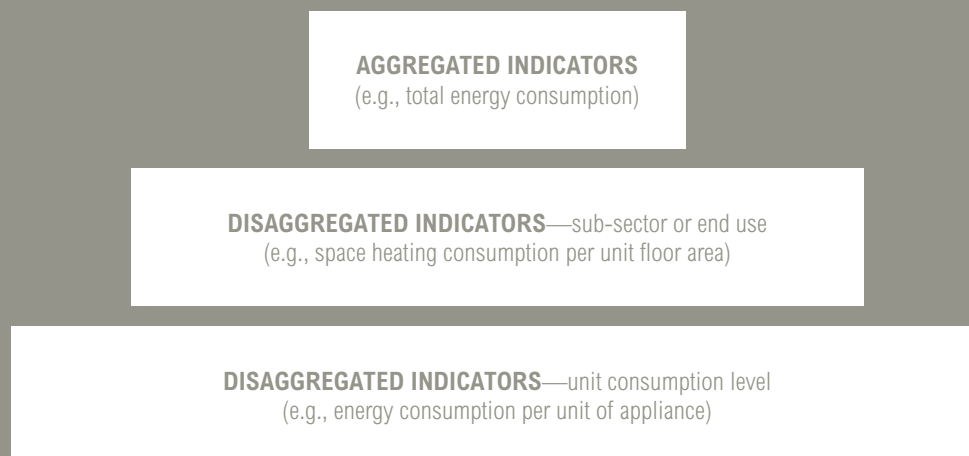 AGGREGATED INDICATORS
(e.g., total energy consumption)
DISAGGREGATED INDICATORS—sub-sector or end use
(e.g., space heating consumption per unit floor area)
DISAGGREGATED INDICATORS—unit consumption level
(e.g., energy consumption per unit of appliance)